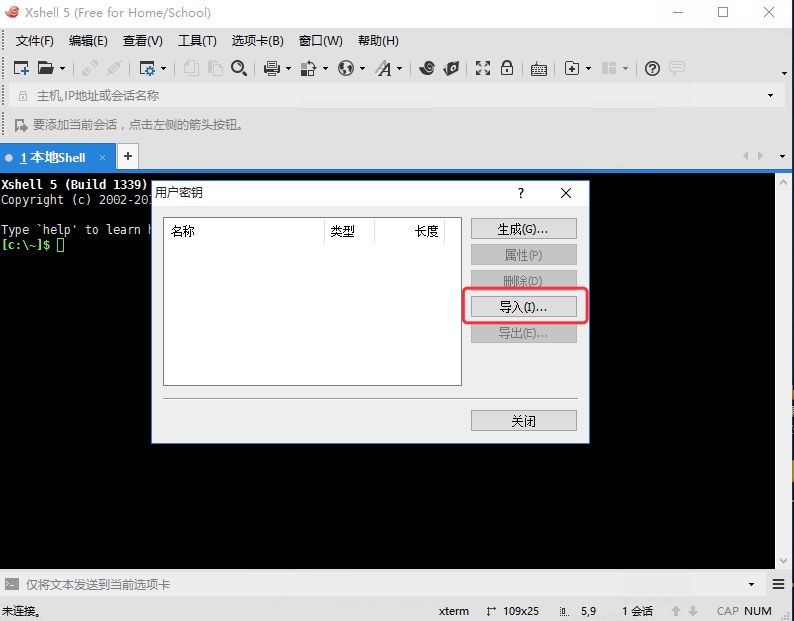 Xshell 5 (Free for Home/School)
文件(F) 编辑(E) 查看(V) 工具(T) 选项卡(B) 窗口(W) 帮助(H)
主机,IP地址或会话名称
要添加当前会话，点击左侧的箭头按钮。
1 本地Shell × +
Xshell 5 (Build 1339)
Copyright (c) 2002-20
Type `help' to learn
[c:\~]$
用户密钥 ?
名称 类型 长度
生成(G)...
属性(P)
删除(D)
导入(I)...
导出(E)...
关闭
仅将文本发送到当前选项卡
未连接。 xterm 109x25 5,9 1 会话 CAP NUM